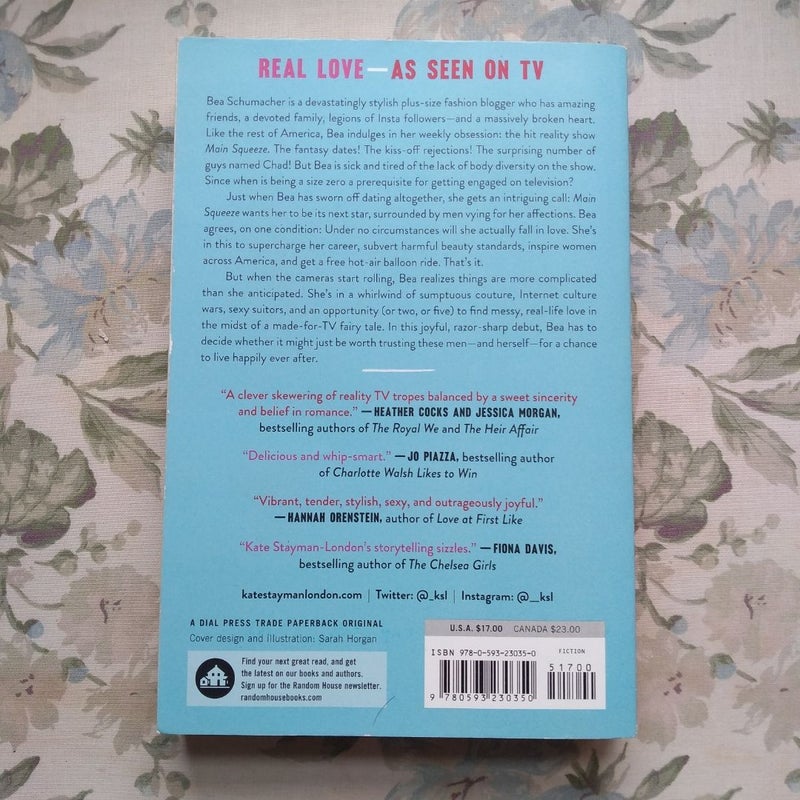 REAL LOVE—AS SEEN ON TV
Bea Schumacher is a devastatingly stylish plus-size fashion blogger who has amazing
friends, a devoted family, legions of Insta followers—and a massively broken heart.
Like the rest of America, Bea indulges in her weekly obsession: the hit reality show
Main Squeeze. The fantasy dates! The kiss-off rejections! The surprising number of
guys named Chad! But Bea is sick and tired of the lack of body diversity on the show.
Since when is being a size zero a prerequisite for getting engaged on television?
Just when Bea has sworn off dating altogether, she gets an intriguing call: Main
Squeeze wants her to be its next star, surrounded by men vying for her affections. Bea
agrees, on one condition: Under no circumstances will she actually fall in love. She's
in this to supercharge her career, subvert harmful beauty standards, inspire women
across America, and get a free hot-air balloon ride. That's it.
But when the cameras start rolling, Bea realizes things are more complicated
than she anticipated. She's in a whirlwind of sumptuous couture, Internet culture
wars, sexy suitors, and an opportunity (or two, or five) to find messy, real-life love in
the midst of a made-for-TV fairy tale. In this joyful, razor-sharp debut, Bea has to
decide whether it might just be worth trusting these men—and herself—for a chance
to live happily ever after.
"A clever skewering of reality TV tropes balanced by a sweet sincerity
and belief in romance." —HEATHER COCKS AND JESSICA MORGAN,
bestselling authors of The Royal We and The Heir Affair
"Delicious and whip-smart." —JO PIAZZA, bestselling author
of Charlotte Walsh Likes to Win
"Vibrant, tender, stylish, sexy, and outrageously joyful."
—HANNAH ORENSTEIN, author of Love at First Like
"Kate Stayman-London's storytelling sizzles." —FIONA DAVIS,
bestselling author of The Chelsea Girls
katestaymanlondon.com | Twitter: @_ksl | Instagram: @__ksl
A DIAL PRESS TRADE PAPERBACK ORIGINAL
Cover design and illustration: Sarah Horgan
Find your next great read, and get
the latest on our books and authors.
Sign up for the Random House newsletter.
randomhousebooks.com
U.S.A. $17.00 CANADA $23.00
ISBN 978-0-593-23035-0
FICTION
51700
9 780593 230350